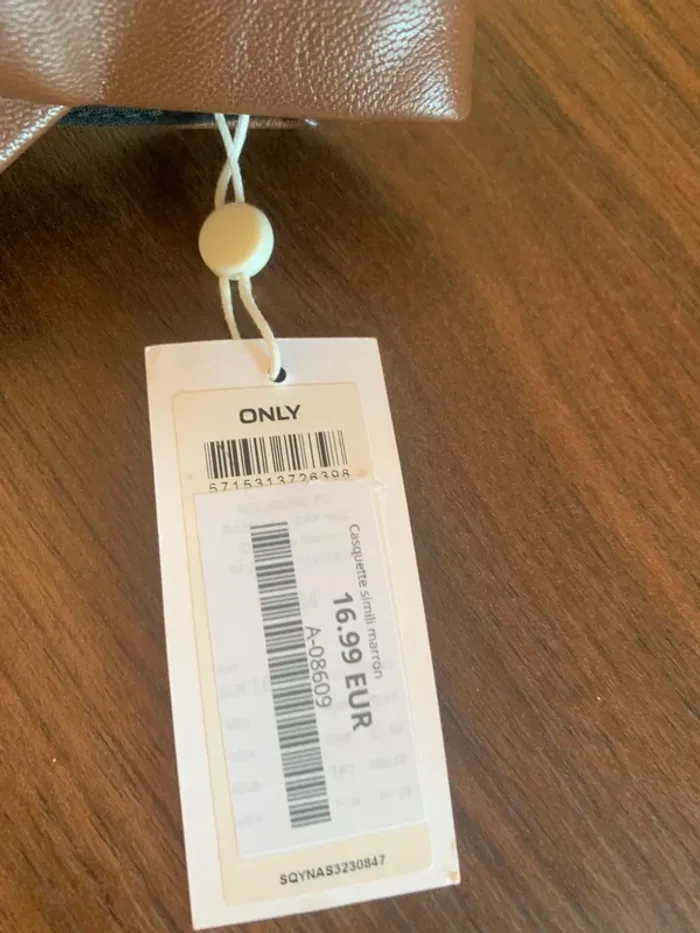 ONLY
5715313726398
Casquette simili marron
16.99 EUR
A-08609
SQYNAS3230847